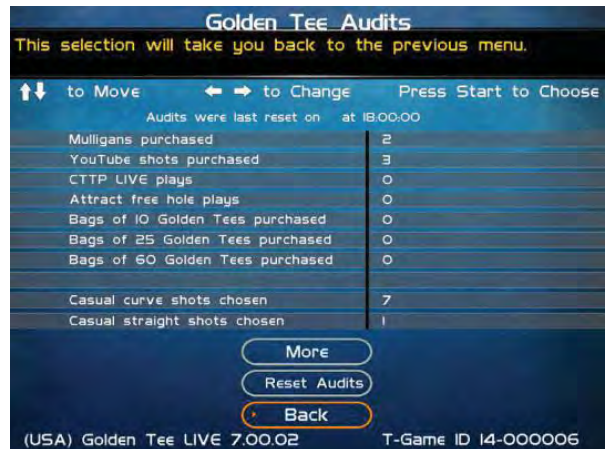 Golden Tee Audits
This selection will take you back to the previous menu.
to Move to Change Press Start to Choose
Audits were last reset on at 18:00:00
Mulligans purchased 2
YouTube shots purchased 3
CTTP LIVE plays 0
Attract free hole plays 0
Bags of 10 Golden Tees purchased 0
Bags of 25 Golden Tees purchased 0
Bags of 60 Golden Tees purchased 0
Casual curve shots chosen 7
Casual straight shots chosen 1
More
Reset Audits
Back
(USA) Golden Tee LIVE 7.00.02 T-Game ID 14-000006